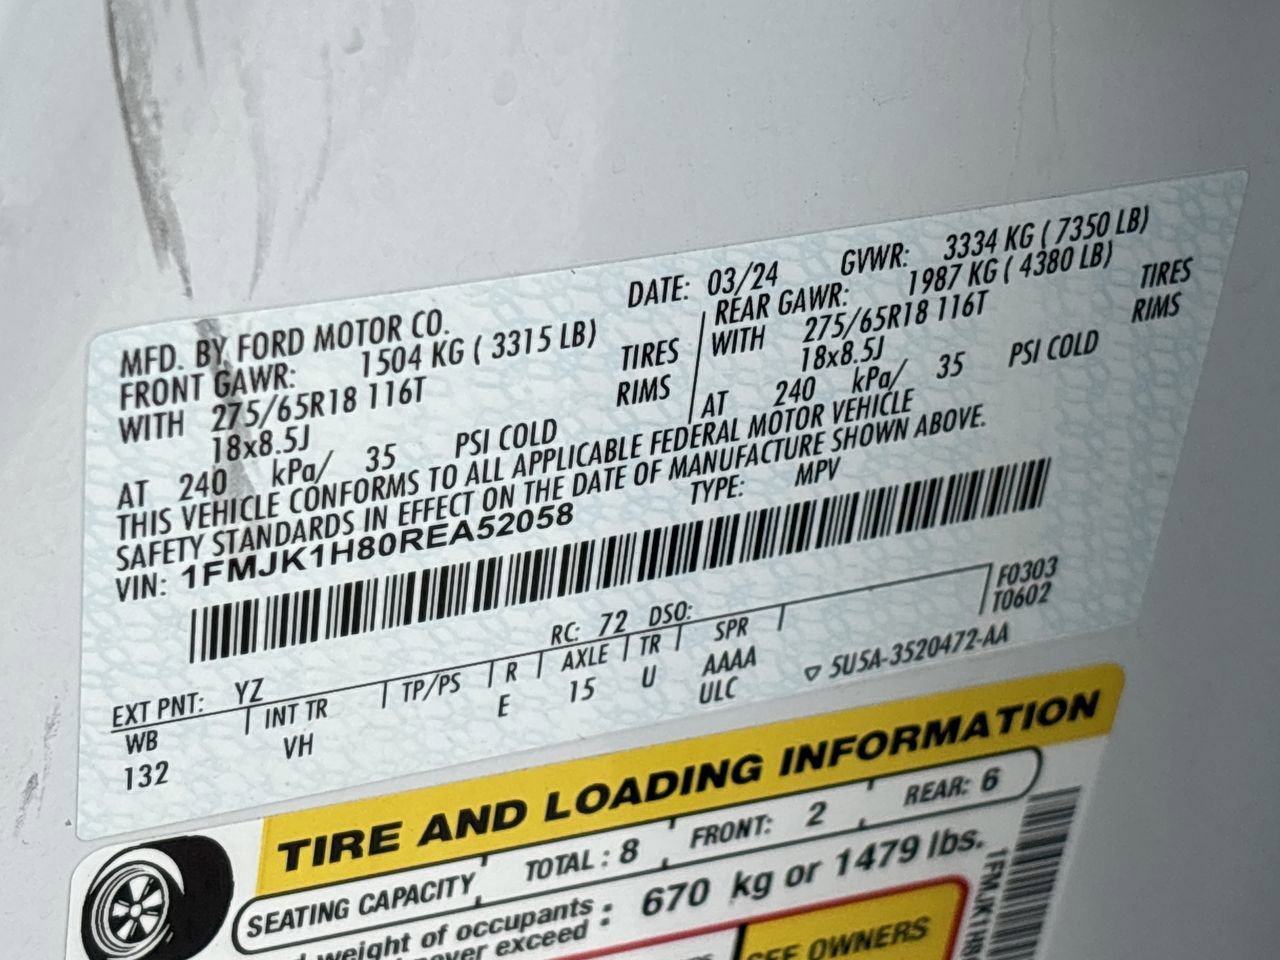 MFD. BY FORD MOTOR CO.
DATE: 03/24 GVWR: 3334 KG ( 7350 LB)
FRONT GAWR: 1504 KG ( 3315 LB) REAR GAWR: 1987 KG ( 4380 LB)
WITH 275/65R18 116T TIRES WITH 275/65R18 116T TIRES
18x8.5J RIMS 18x8.5J RIMS
AT 240 kPa/ 35 PSI COLD AT 240 kPa/ 35 PSI COLD
THIS VEHICLE CONFORMS TO ALL APPLICABLE FEDERAL MOTOR VEHICLE
SAFETY STANDARDS IN EFFECT ON THE DATE OF MANUFACTURE SHOWN ABOVE.
VIN: 1FMJK1H80REA52058 TYPE: MPV
F0303
EXT PNT: YZ RC: 72 DSO: T0602
WB INT TR TP/PS R AXLE TR SPR
132 VH E 15 U AAAA
ULC
5U5A-3520472-AA
TIRE AND LOADING INFORMATION
SEATING CAPACITY TOTAL : 8 FRONT: 2 REAR: 6
weight of occupants
exceed : 670 kg or 1479 lbs.
OWNERS